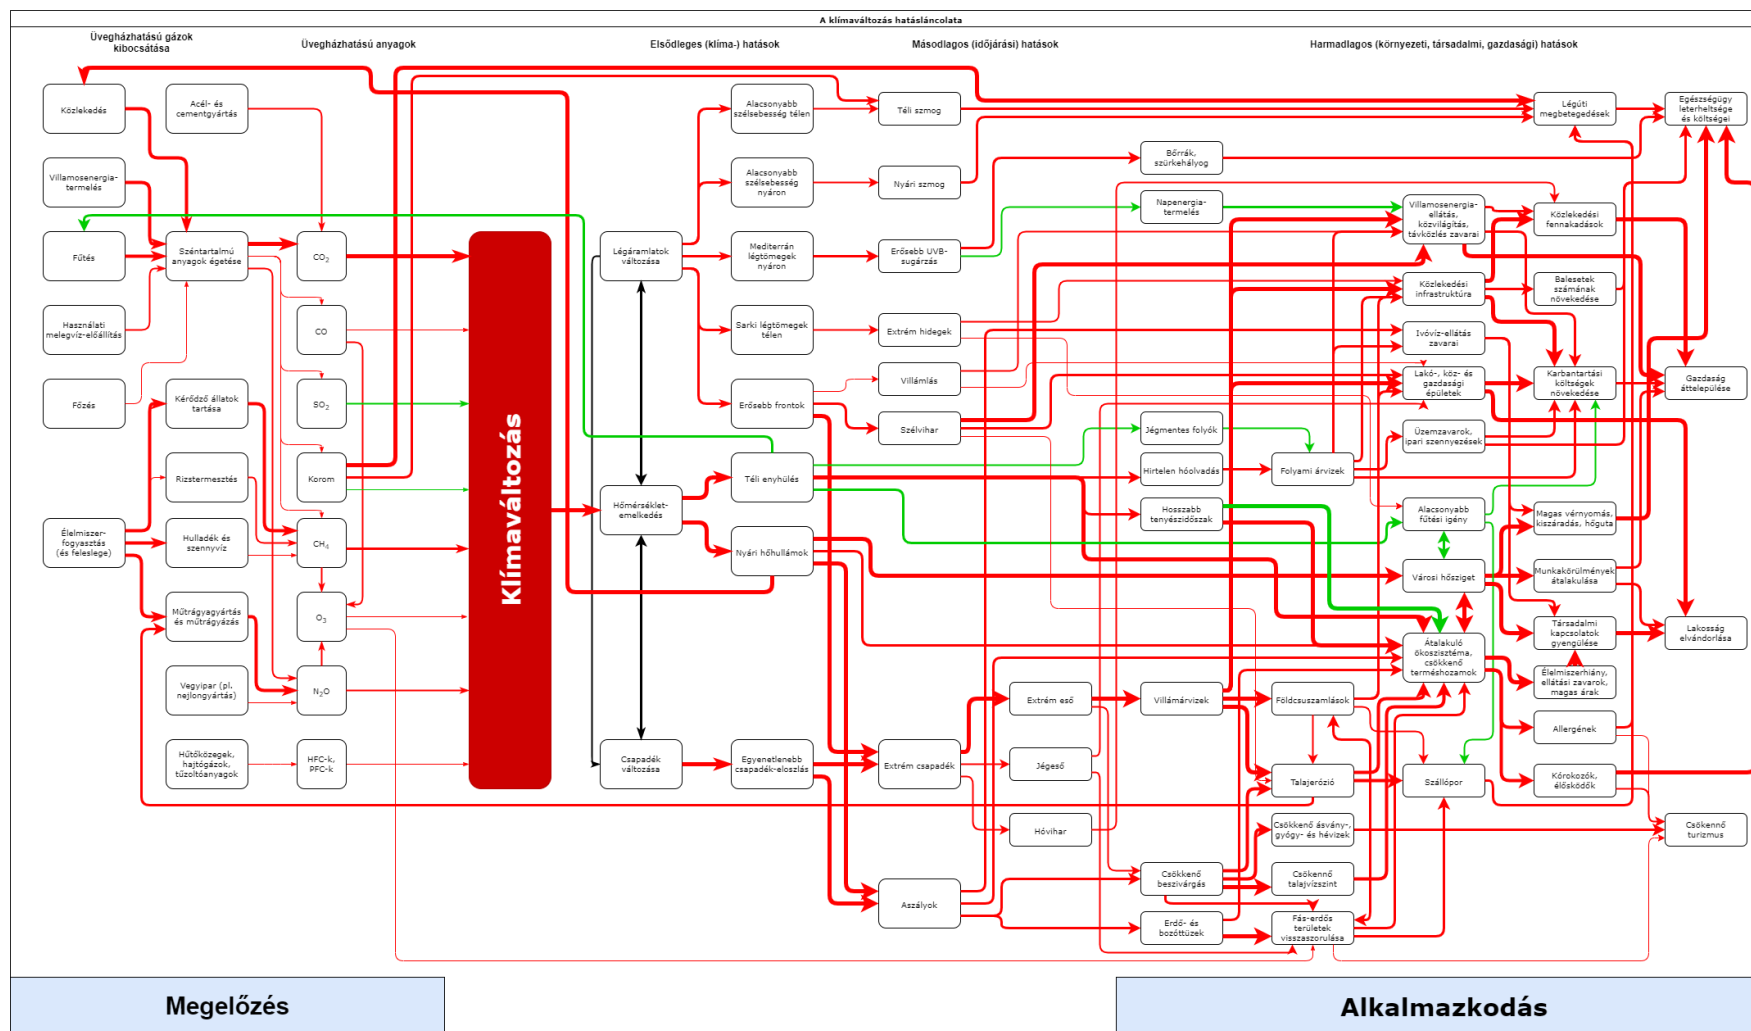 A klímaváltozás hatásláncolata
Üvegházhatású gázok
kibocsátása
Üvegházhatású anyagok
Elsődleges (klíma-) hatások
Másodlagos (időjárási) hatások
Harmadlagos (környezeti, társadalmi, gazdasági) hatások
Közlekedés
Villamosenergia-
termelés
Fűtés
Használati
melegvíz-előállítás
Főzés
Élelmiszer-
fogyasztás
(és feleslege)
Acél- és
cementgyártás
Széntartalmú
anyagok égetése
Kérődző állatok
tartása
Rizstermesztés
Hulladék és
szennyvíz
Műtrágyagyártás
és műtrágyázás
Vegyipar (pl.
nejlongyártás)
Hűtőközegek,
hajtógázok,
tűzoltóanyagok
CO2
CO
SO2
Korom
CH4
O3
N2O
HFC-k,
PFC-k
Klímaváltozás
Légáramlatok
változása
Hőmérséklet-
emelkedés
Csapadék
változása
Alacsonyabb
szélsebesség télen
Alacsonyabb
szélsebesség
nyáron
Mediterrán
légtömegek
nyáron
Sarki légtömegek
télen
Erősebb frontok
Téli enyhülés
Nyári hőhullámok
Egyenetlenebb
csapadék-eloszlás
Téli szmog
Nyári szmog
Erősebb UVB-
sugárzás
Extrém hidegek
Villámlás
Szélvihar
Extrém csapadék
Aszályok
Extrém eső
Jégeső
Hóvihar
Bőrrák,
szürkehályog
Napenergia-
termelés
Jégmentes folyók
Hirtelen hóolvadás
Hosszabb
tenyészidőszak
Villámárvizek
Csökkenő
beszivárgás
Erdő- és
bozóttüzek
Folyami árvizek
Földcsuszamlások
Talajerózió
Csökkenő ásvány-,
gyógy- és hévizek
Csökennő
talajvízszint
Fás-erdős
területek
visszaszorulása
Villamosenergia-
ellátás,
közvilágítás,
távközlés zavarai
Közlekedési
infrastruktúra
Ivóvíz-ellátás
zavarai
Lakó-, köz- és
gazdasági
épületek
Üzemzavarok,
ipari szennyezések
Alacsonyabb
fűtési igény
Városi hősziget
Átalakuló
ökoszisztéma,
csökkenő
terméshozamok
Szállópor
Légúti
megbetegedések
Közlekedési
fennakadások
Balesetek
számának
növekedése
Karbantartási
költségek
növekedése
Magas vérnyomás,
kiszáradás, hőguta
Munkakörülmények
átalakulása
Társadalmi
kapcsolatok
gyengülése
Élelmiszerhiány,
ellátási zavarok,
magas árak
Allergének
Kórokozók,
élősködők
Egészségügy
leterheltsége
és költségei
Gazdaság
áttelepülése
Lakosság
elvándorlása
Csökennő
turizmus
Megelőzés
Alkalmazkodás